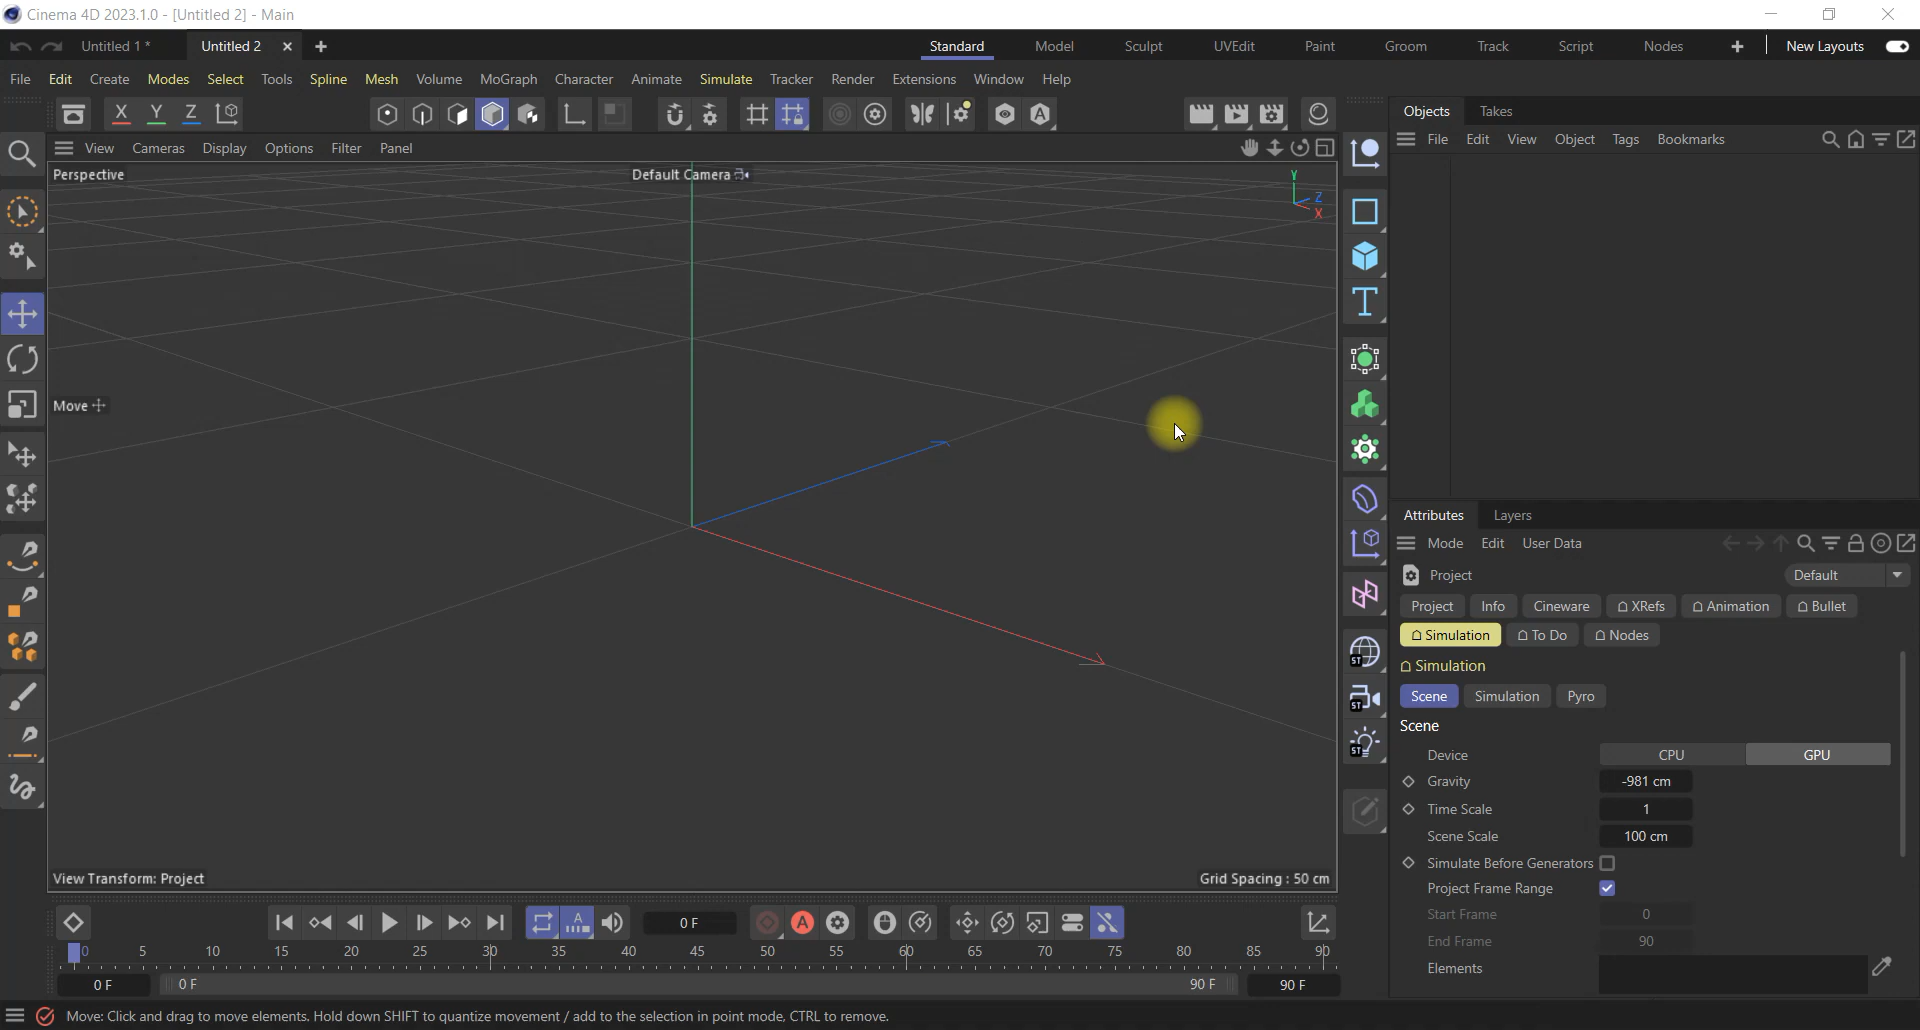 Cinema 4D 2023.1.0 - [Untitled 2] - Main
Untitled 1 * Untitled 2 Standard Model Sculpt UVEdit Paint Groom Track Script Nodes New Layouts
File Edit Create Modes Select Tools Spline Mesh Volume MoGraph Character Animate Simulate Tracker Render Extensions Window Help
X Y Z A
Objects Takes
View Cameras Display Options Filter Panel
File Edit View Object Tags Bookmarks
Perspective Default Camera
Y
Z
X
T
Move
Attributes Layers
Mode Edit User Data
Project Default
Project Info Cineware XRefs Animation Bullet
Simulation To Do Nodes
Simulation
ST
Scene Simulation Pyro
ST
Scene
ST
Device CPU GPU
Gravity -981 cm
Time Scale 1
Scene Scale 100 cm
Simulate Before Generators
Project Frame Range
Start Frame 0
End Frame 90
Elements
View Transform: Project Grid Spacing : 50 cm
A 0 F A
0 5 10 15 20 25 30 35 40 45 50 55 60 65 70 75 80 85 90
0 F 0 F 90 F 90 F
Move: Click and drag to move elements. Hold down SHIFT to quantize movement / add to the selection in point mode, CTRL to remove.